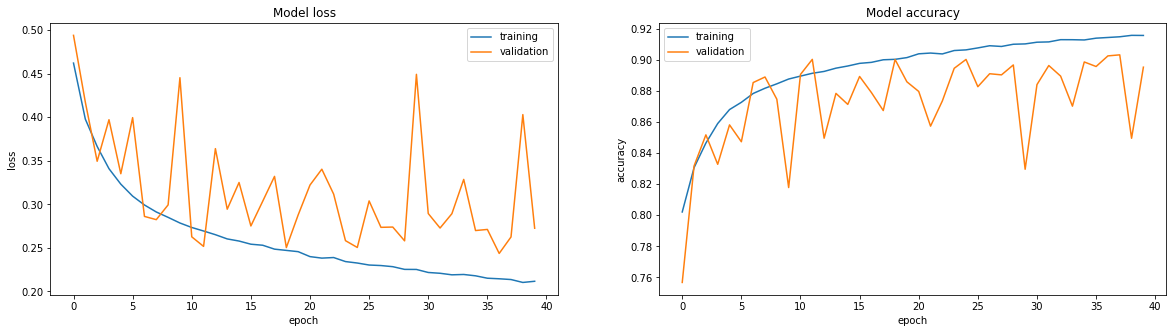 Model loss
training
validation
0.50
0.45
0.40
0.35
0.30
0.25
0.20
loss
0 5 10 15 20 25 30 35 40
epoch
Model accuracy
training
validation
0.92
0.90
0.88
0.86
0.84
0.82
0.80
0.78
0.76
accuracy
0 5 10 15 20 25 30 35 40
epoch